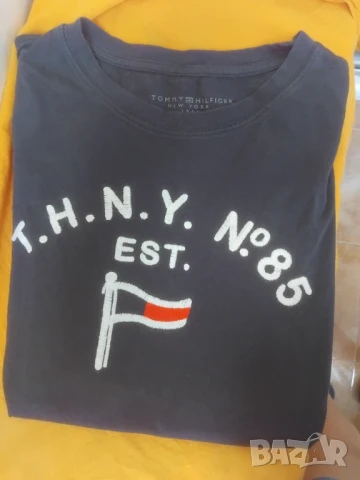 TOMMY HILFIGER
NEW YORK
T.H.N.Y. Nº85
EST.
BAZAR